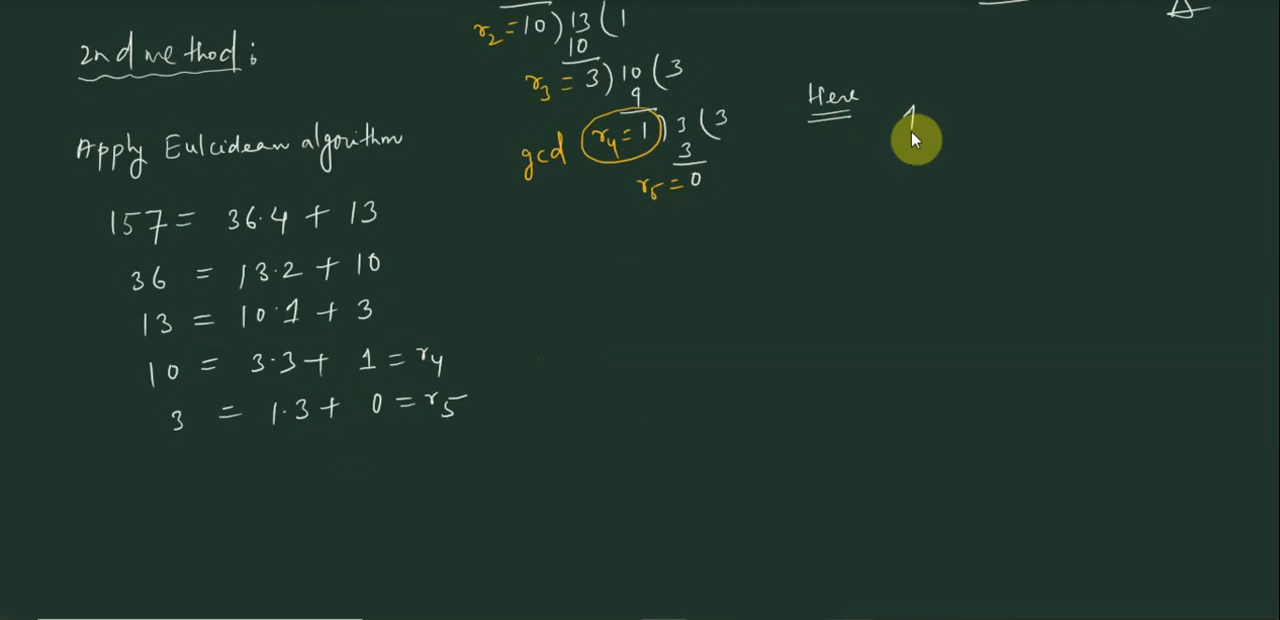 2nd method:
Apply Eulcidean algorithm
157 = 36.4 + 13
36 = 13.2 + 10
13 = 10.1 + 3
10 = 3.3 + 1 = r4
3 = 1.3 + 0 = r5
r2 = 10 ) 13 ( 1
10
r3 = 3 ) 10 ( 3
9
gcd r4 = 1 ) 3 ( 3
3
r5 = 0
Here 1